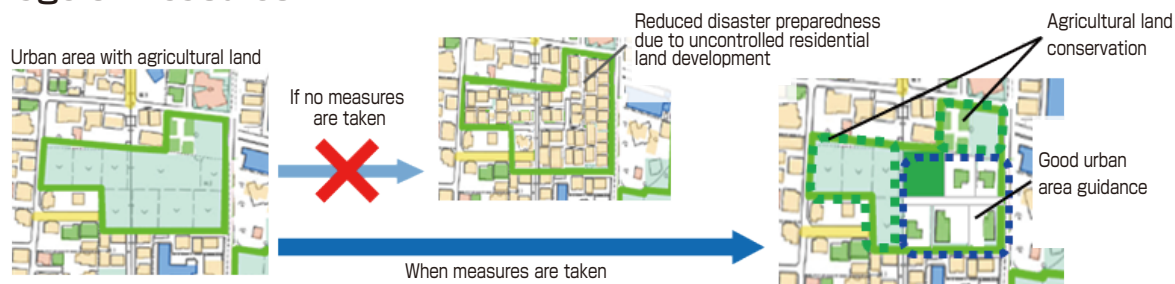 Urban area with agricultural land
If no measures
are taken
Reduced disaster preparedness
due to uncontrolled residential
land development
Agricultural land
conservation
Good urban
area guidance
When measures are taken